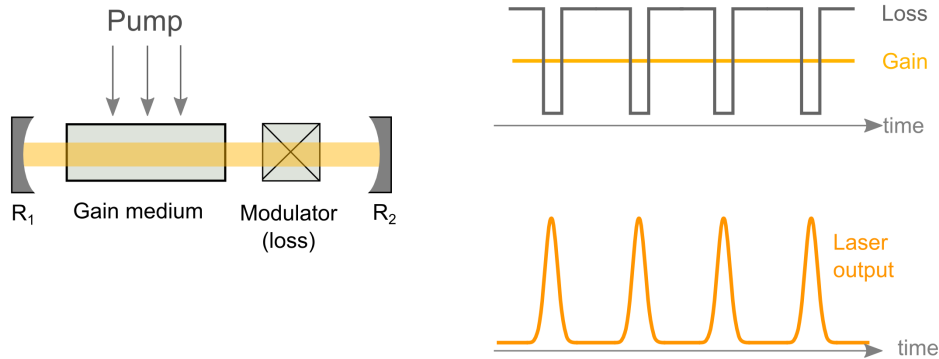 Pump
R₁
Gain medium
Modulator
(loss)
R₂
Loss
Gain
time
Laser
output
time